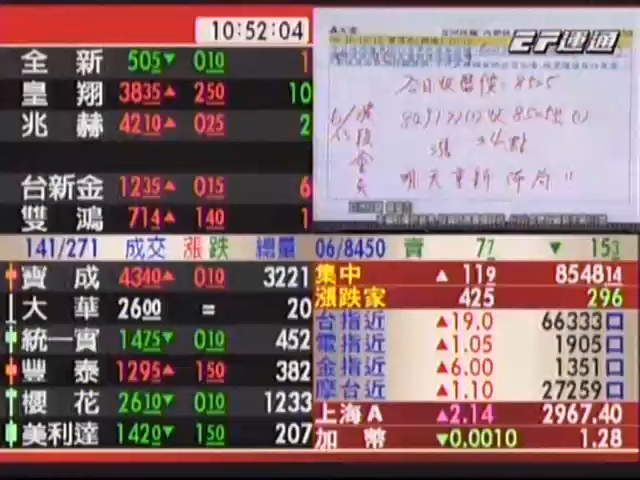 10:52:04
全新 505▼ 010 1
皇翔 3835▲ 250 10
兆赫 4210▲ 025 2
台新金 1235▲ 015 6
雙鴻 714▲ 140 1
EF運通
今日收盤價: 8525
明天重新佈局!!
141/271 成交 漲跌 總量 06/8450 賣 77 ▼ 153
寶成 4340▲ 010 3221
大華 2600 = 20
統一實 1475▼ 010 452
豐泰 1295▲ 150 382
櫻花 2610▼ 010 1233
美利達 1420▼ 150 207
集中 ▲ 119 854814
漲跌家 425 296
台指近 ▲19.0 66333口
電指近 ▲1.05 1905口
金指近 ▲6.00 1351口
摩台近 ▲1.10 27259口
上海A ▲2.14 2967.40
加幣 ▼0.0010 1.28